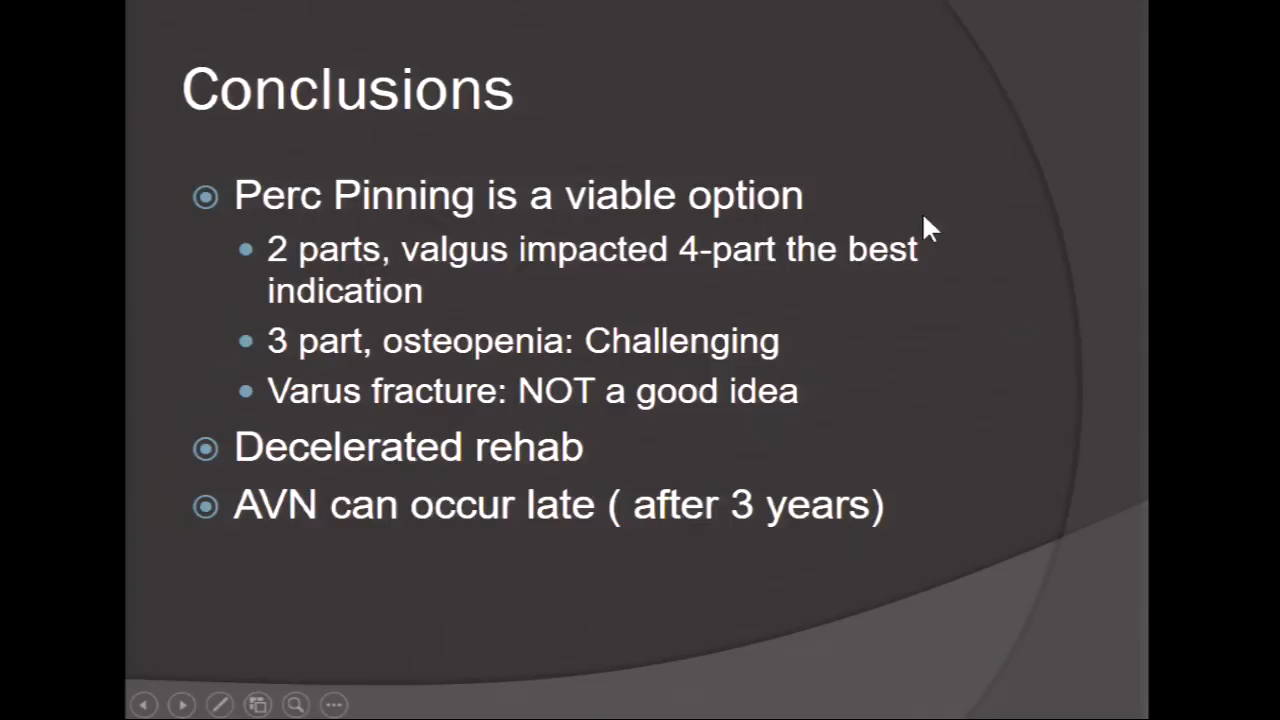 Conclusions
Perc Pinning is a viable option
2 parts, valgus impacted 4-part the best
indication
3 part, osteopenia: Challenging
Varus fracture: NOT a good idea
Decelerated rehab
AVN can occur late ( after 3 years)